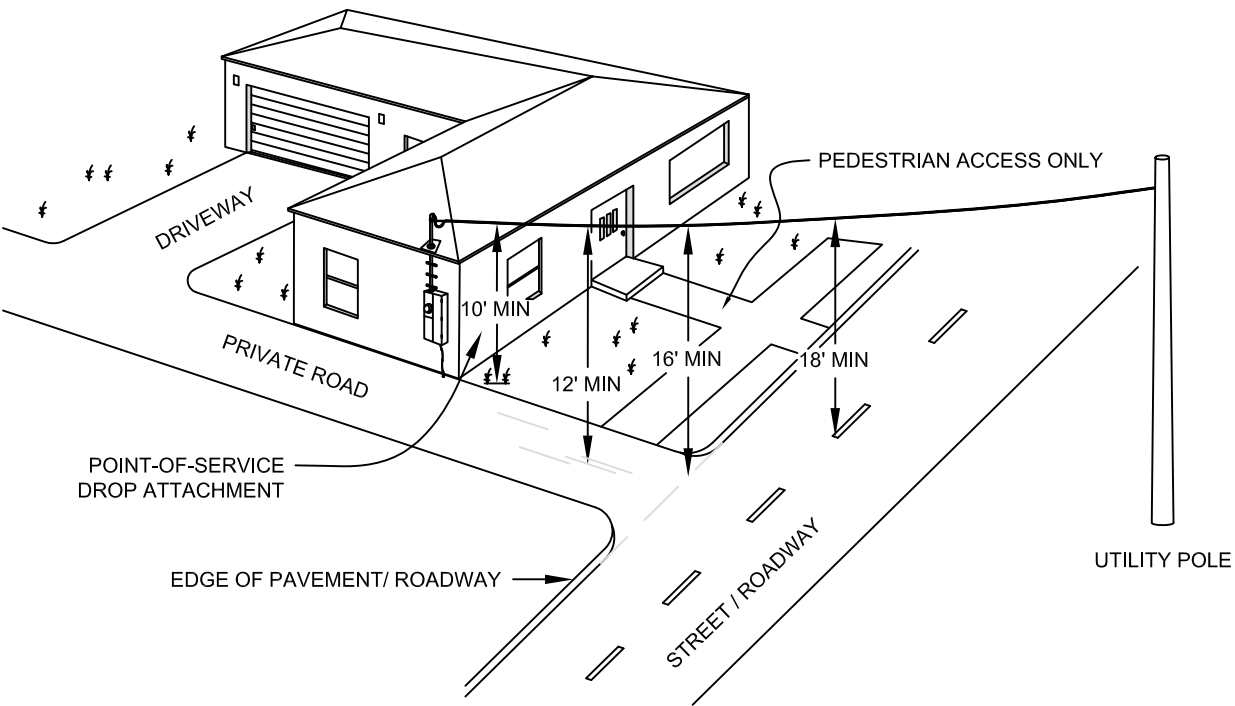 PEDESTRIAN ACCESS ONLY
DRIVEWAY
10' MIN
PRIVATE ROAD
12' MIN
16' MIN
18' MIN
POINT-OF-SERVICE
DROP ATTACHMENT
EDGE OF PAVEMENT/ ROADWAY
STREET / ROADWAY
UTILITY POLE